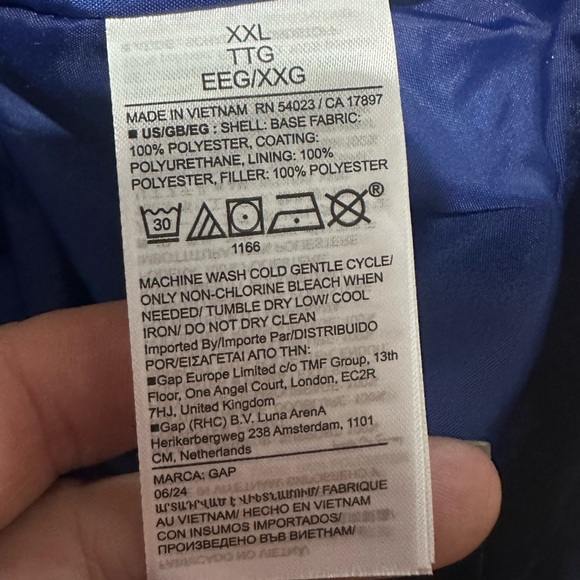 XXL
TTG
EEG/XXG
MADE IN VIETNAM RN 54023 / CA 17897
■ US/GB/EG : SHELL: BASE FABRIC:
100% POLYESTER, COATING:
POLYURETHANE, LINING: 100%
POLYESTER, FILLER: 100% POLYESTER
30
®
1166
MACHINE WASH COLD GENTLE CYCLE/
ONLY NON-CHLORINE BLEACH WHEN
NEEDED/ TUMBLE DRY LOW/ COOL
IRON/ DO NOT DRY CLEAN
Imported By/Importe Par/DISTRIBUIDO
POR/ΕΙΣΑΓΕΤΑΙ ΑΠΟ ΤΗΝ:
■Gap Europe Limited c/o TMF Group, 13th
Floor, One Angel Court, London, EC2R
7HJ, United Kingdom
■Gap (RHC) B.V. Luna ArenA
Herikerbergweg 238 Amsterdam, 1101
CM, Netherlands
MARCA: GAP
06/24
ԱՐՏԱԴՐՎԱԾ Է ՎԻԵՏՆԱՄՈՒՄ/ FABRIQUE
AU VIETNAM/ HECHO EN VIETNAM
CON INSUMOS IMPORTADOS/
ПРОИЗВЕДЕНО ВЪВ ВИЕТНАМ/